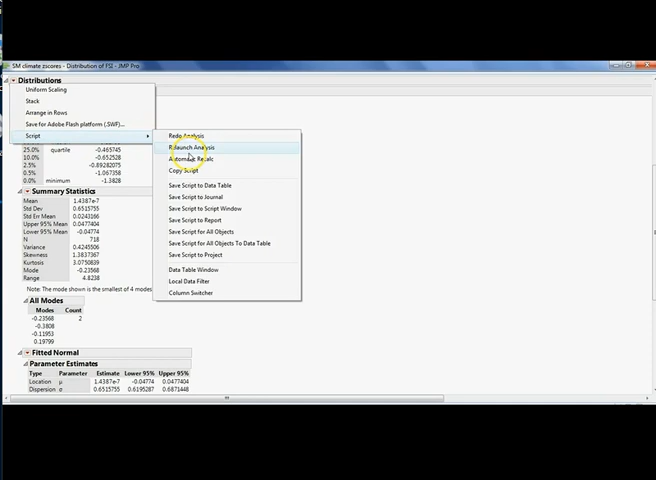 SM climate zscores - Distribution of FSI - JMP Pro
Distributions
Uniform Scaling
Stack
Arrange in Rows
Save for Adobe Flash platform (.SWF)...
Script
Redo Analysis
Relaunch Analysis
Automatic Recalc
Copy Script
Save Script to Data Table
Save Script to Journal
Save Script to Script Window
Save Script to Report
Save Script for All Objects
Save Script for All Objects To Data Table
Save Script to Project
Data Table Window
Local Data Filter
Column Switcher
25.0% quartile -0.465745
10.0% -0.652528
2.5% -0.89282075
0.5% -1.067358
0.0% minimum -1.3828
Summary Statistics
Mean 1.4387e-7
Std Dev 0.6515755
Std Err Mean 0.0243166
Upper 95% Mean 0.0477404
Lower 95% Mean -0.04774
N 718
Variance 0.4245506
Skewness 1.3837367
Kurtosis 3.0750839
Mode -0.23568
Range 4.8238
Note: The mode shown is the smallest of 4 modes
All Modes
Modes Count
-0.23568 2
-0.3808
-0.11953
0.19799
Fitted Normal
Parameter Estimates
Type Parameter Estimate Lower 95% Upper 95%
Location μ 1.4387e-7 -0.04774 0.0477404
Dispersion σ 0.6515755 0.6195287 0.6871448